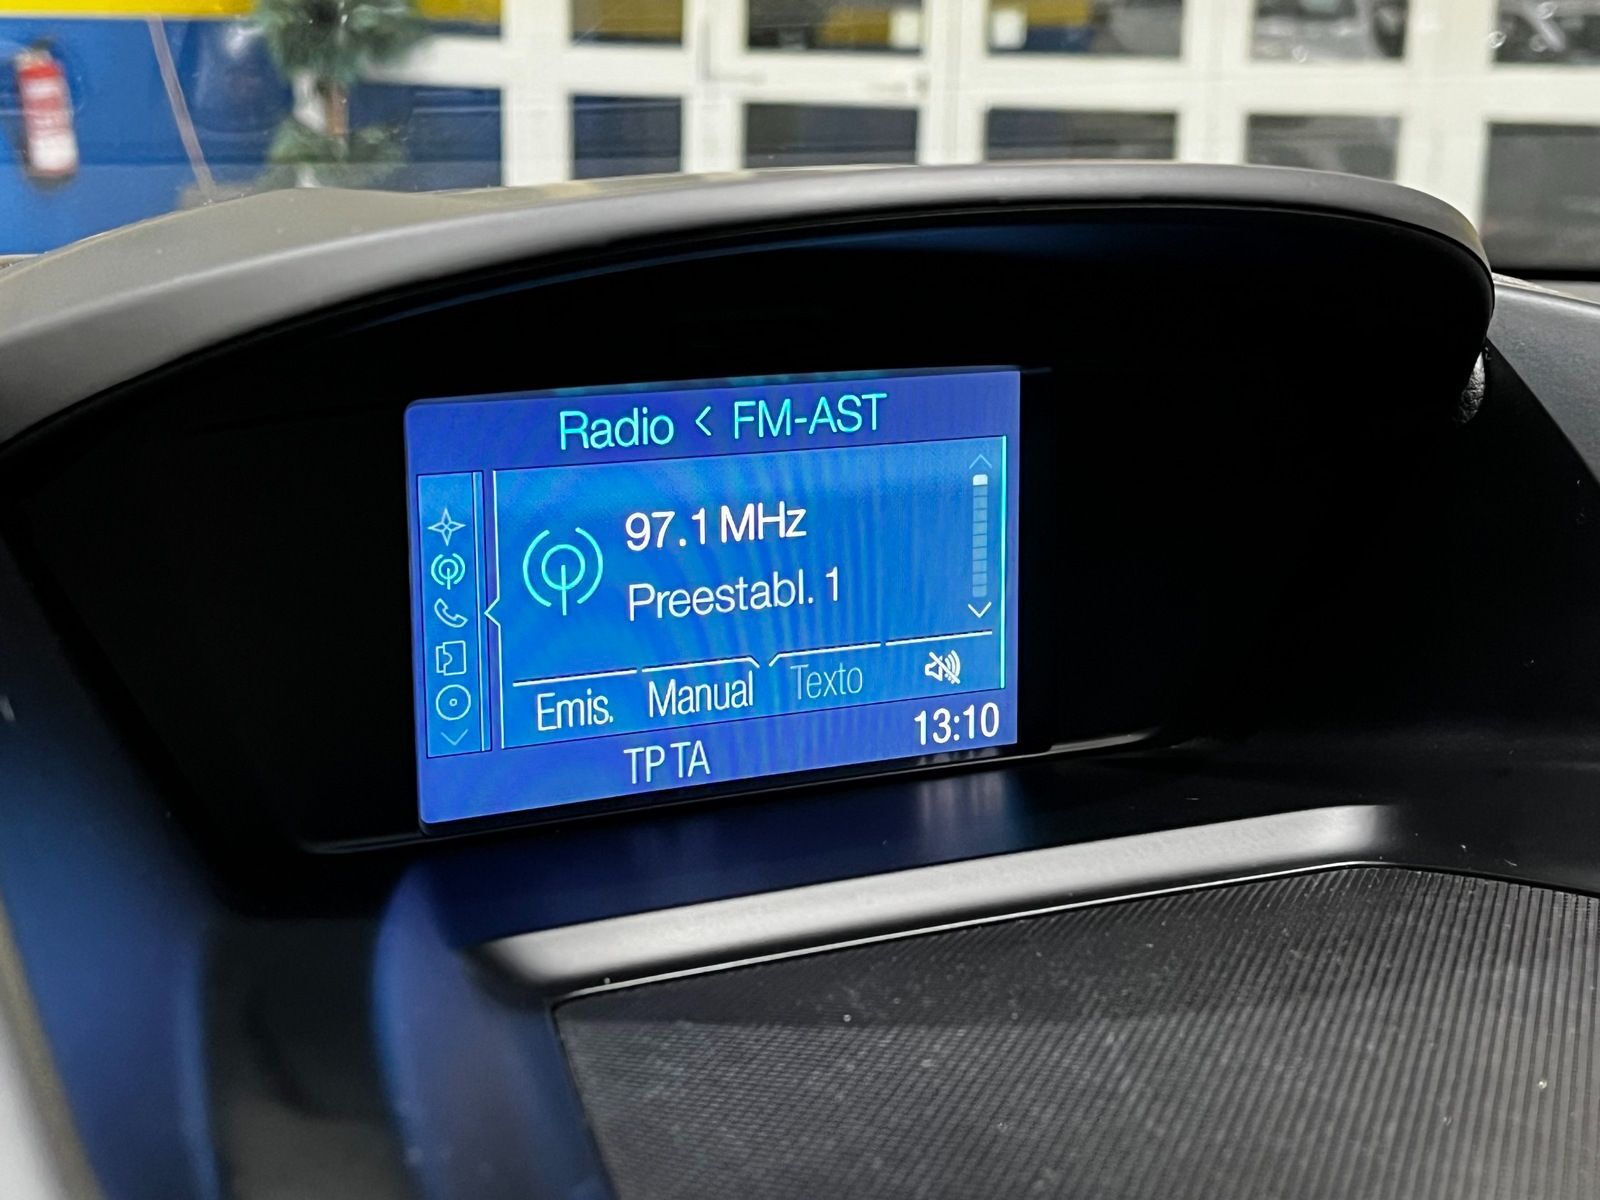 Radio < FM-AST
97.1 MHz
Preestabl. 1
Emis. Manual Texto
13:10
TP TA